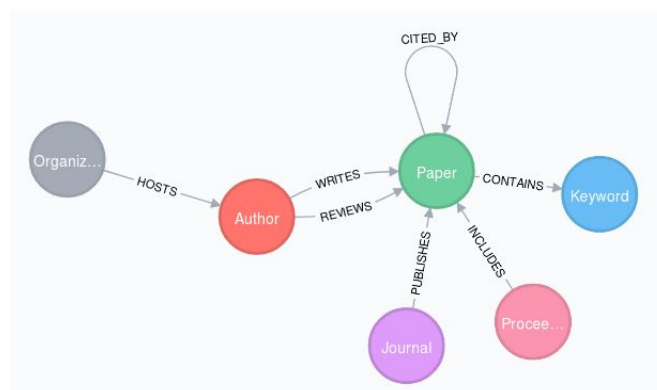 CITED_BY
Organiz...
HOSTS
Author
WRITES
REVIEWS
Paper
CONTAINS
Keyword
PUBLISHES
INCLUDES
Journal
Procee...